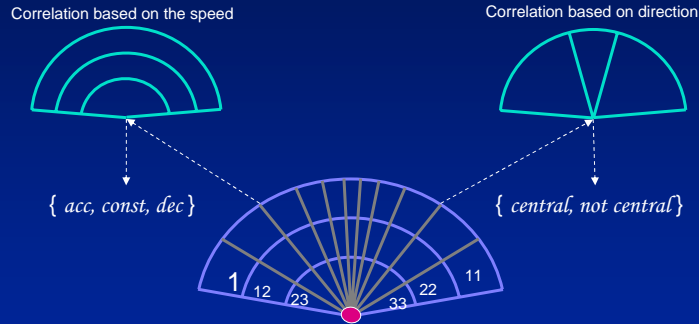 Correlation based on the speed
Correlation based on direction
{ acc, const, dec }
{ central, not central }
1
12
23
33
22
11